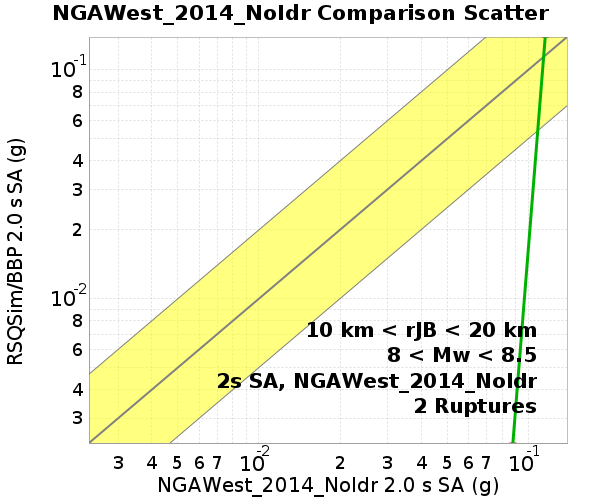 NGAWest_2014_NoIdr Comparison Scatter
RSQSim/BBP 2.0 s SA (g)
10-1
8
6
4
3
2
10-2
8
6
4
3
10 km < rJB < 20 km
8 < Mw < 8.5
2s SA, NGAWest_2014_NoIdr
2 Ruptures
3 4 5 6 7 10-2 2 3 4 5 6 7 10-1
NGAWest_2014_NoIdr 2.0 s SA (g)